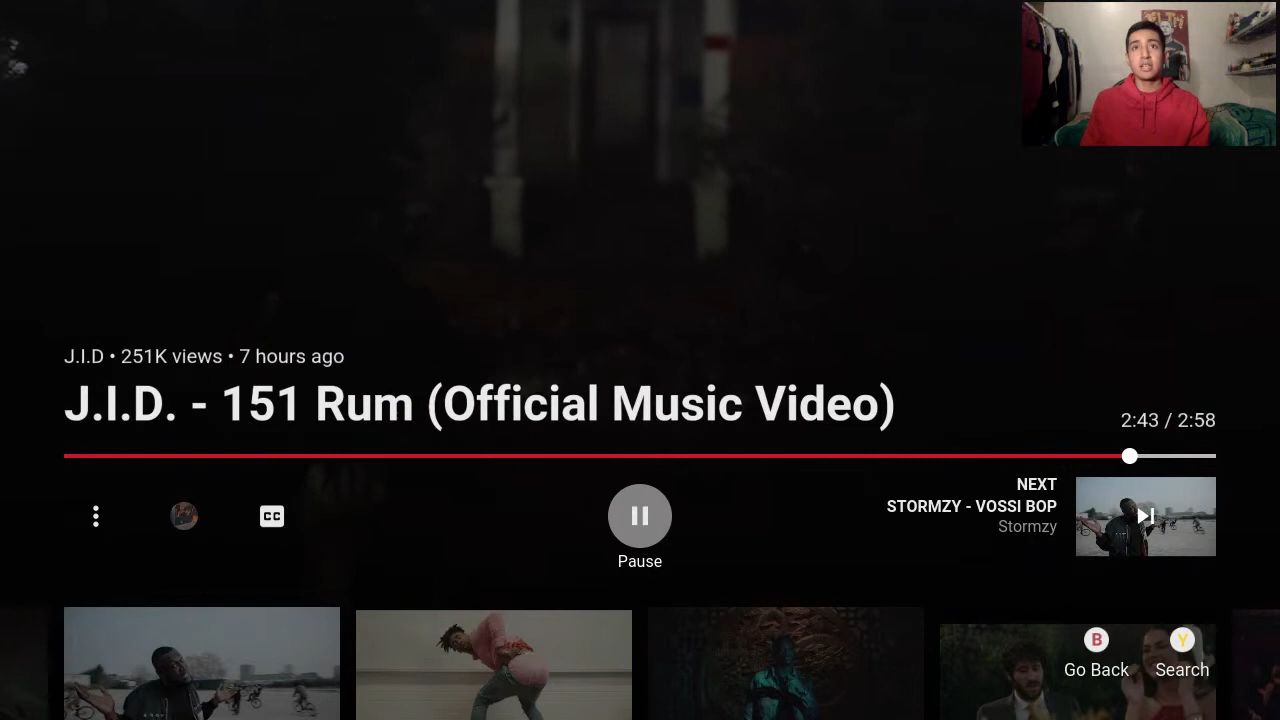 J.I.D • 251K views • 7 hours ago
J.I.D. - 151 Rum (Official Music Video)
2:43 / 2:58
NEXT
STORMZY - VOSSI BOP
Stormzy
CC
Pause
B
Y
Go Back
Search